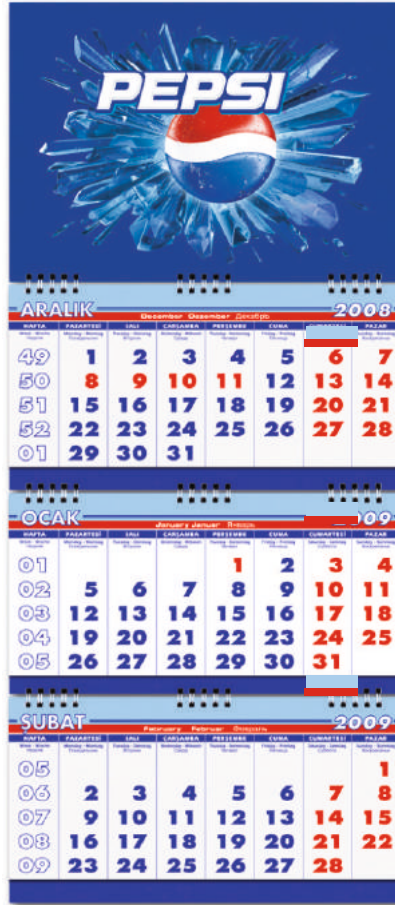 PEPSI
ARALIK December Dezember Декабрь 2008
HAFTA PAZARTESİ SALI ÇARŞAMBA PERŞEMBE CUMA CUMARTESİ PAZAR
49 1 2 3 4 5 6 7
50 8 9 10 11 12 13 14
51 15 16 17 18 19 20 21
52 22 23 24 25 26 27 28
01 29 30 31
OCAK January Januar Январь 09
HAFTA PAZARTESİ SALI ÇARŞAMBA PERŞEMBE CUMA CUMARTESİ PAZAR
01 1 2 3 4
02 5 6 7 8 9 10 11
03 12 13 14 15 16 17 18
04 19 20 21 22 23 24 25
05 26 27 28 29 30 31
ŞUBAT February Februar Февраль 2009
HAFTA PAZARTESİ SALI ÇARŞAMBA PERŞEMBE CUMA CUMARTESİ PAZAR
05 1
06 2 3 4 5 6 7 8
07 9 10 11 12 13 14 15
08 16 17 18 19 20 21 22
09 23 24 25 26 27 28